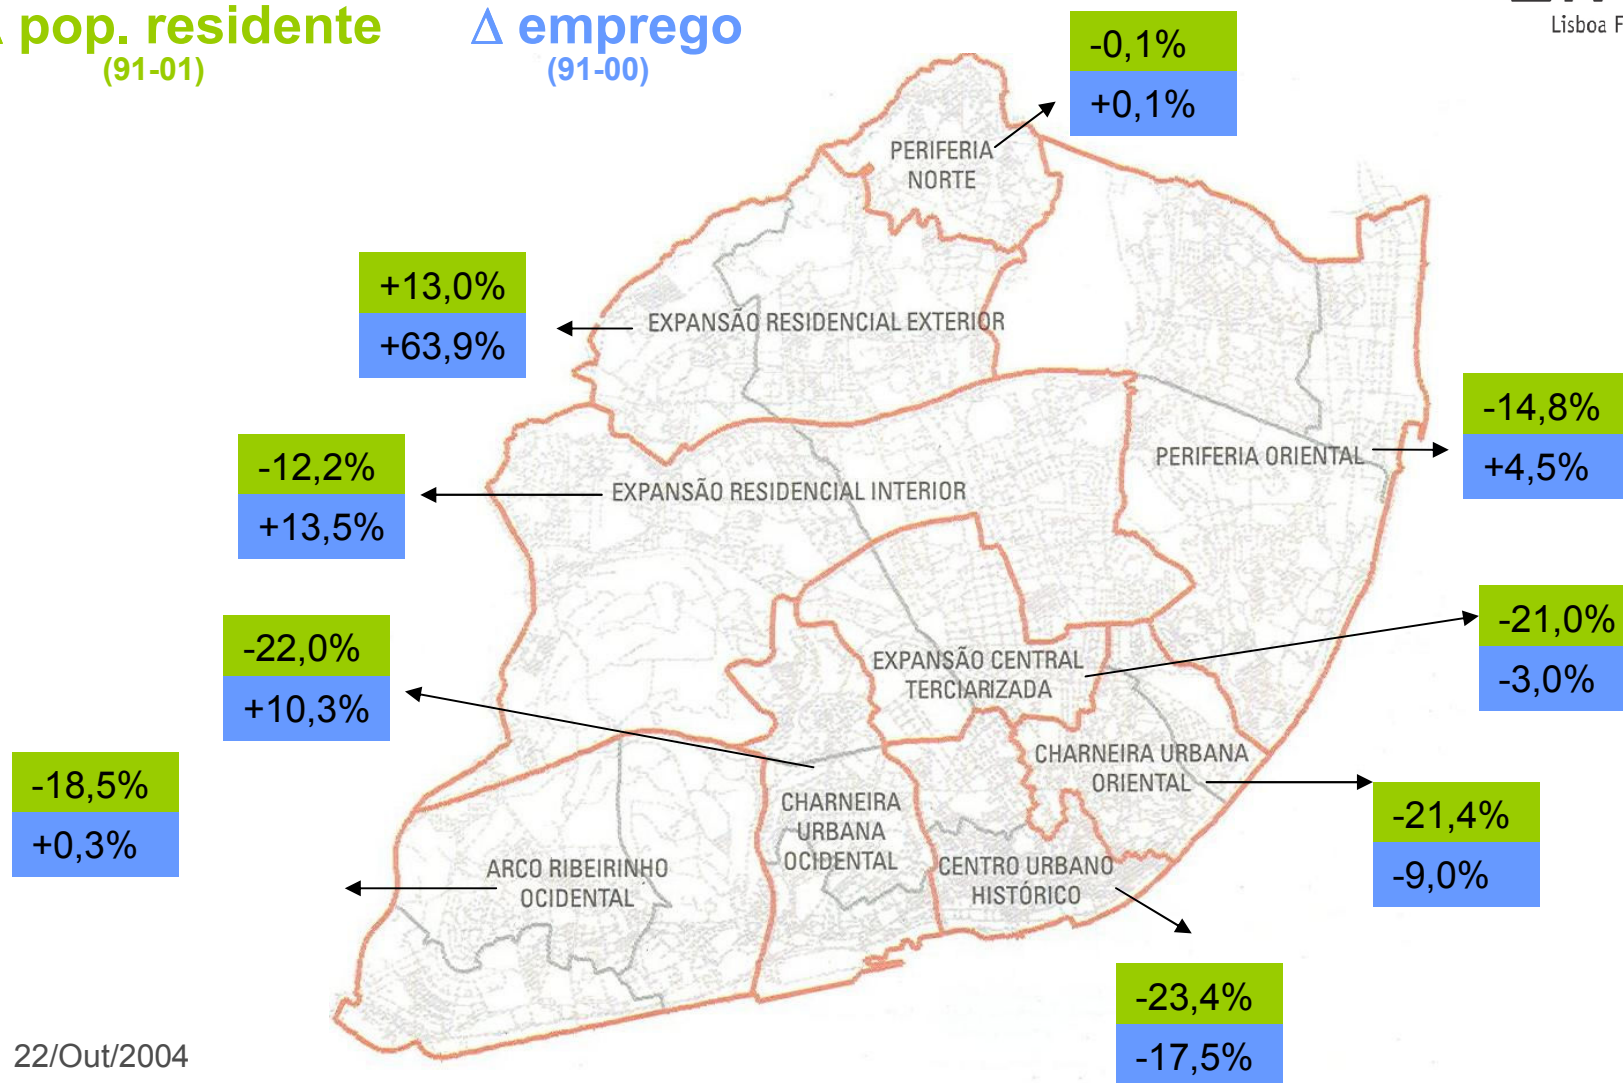 pop. residente
(91-01)
Δ emprego
(91-00)
Lisboa F
-0,1%
+0,1%
PERIFERIA
NORTE
+13,0%
+63,9%
EXPANSÃO RESIDENCIAL EXTERIOR
-14,8%
+4,5%
PERIFERIA ORIENTAL
-12,2%
+13,5%
EXPANSÃO RESIDENCIAL INTERIOR
-22,0%
+10,3%
EXPANSÃO CENTRAL
TERCIARIZADA
-21,0%
-3,0%
-18,5%
+0,3%
CHARNEIRA URBANA
ORIENTAL
-21,4%
-9,0%
CHARNEIRA
URBANA
OCIDENTAL
ARCO RIBEIRINHO
OCIDENTAL
CENTRO URBANO
HISTÓRICO
-23,4%
-17,5%
22/Out/2004